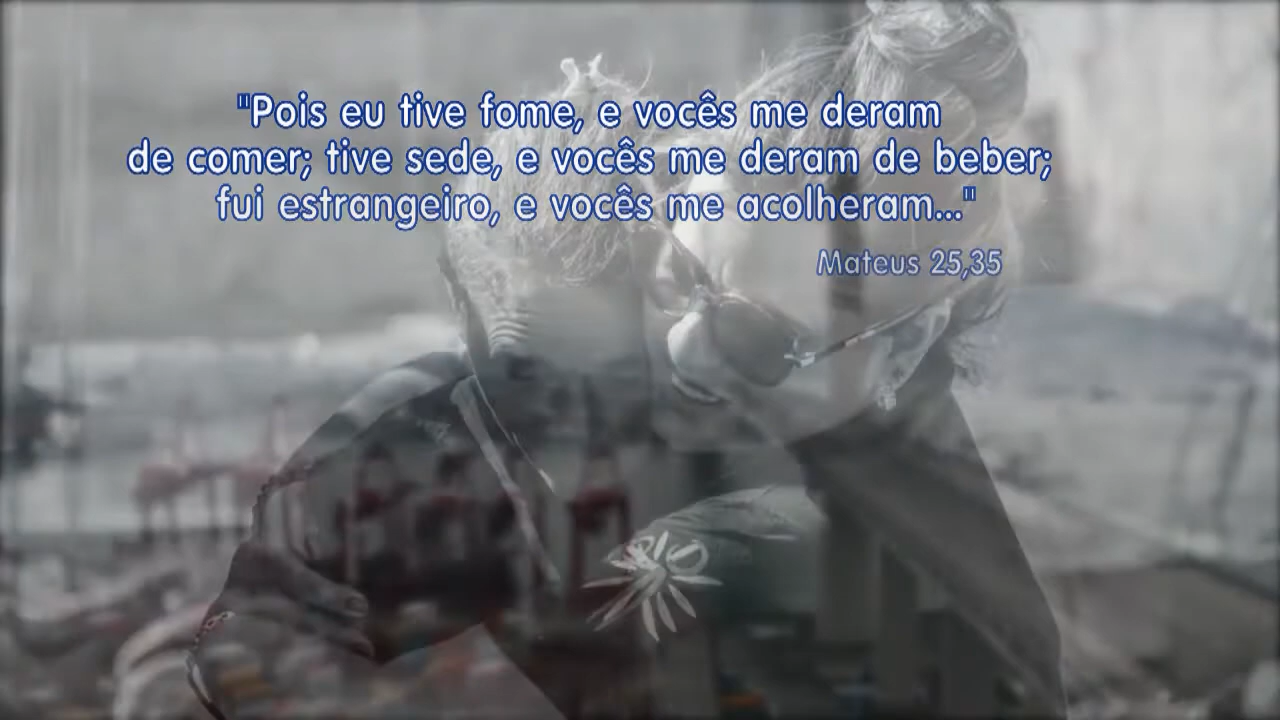 "Pois eu tive fome, e vocês me deram
de comer; tive sede, e vocês me deram de beber;
fui estrangeiro, e vocês me acolheram..."
Mateus 25,35